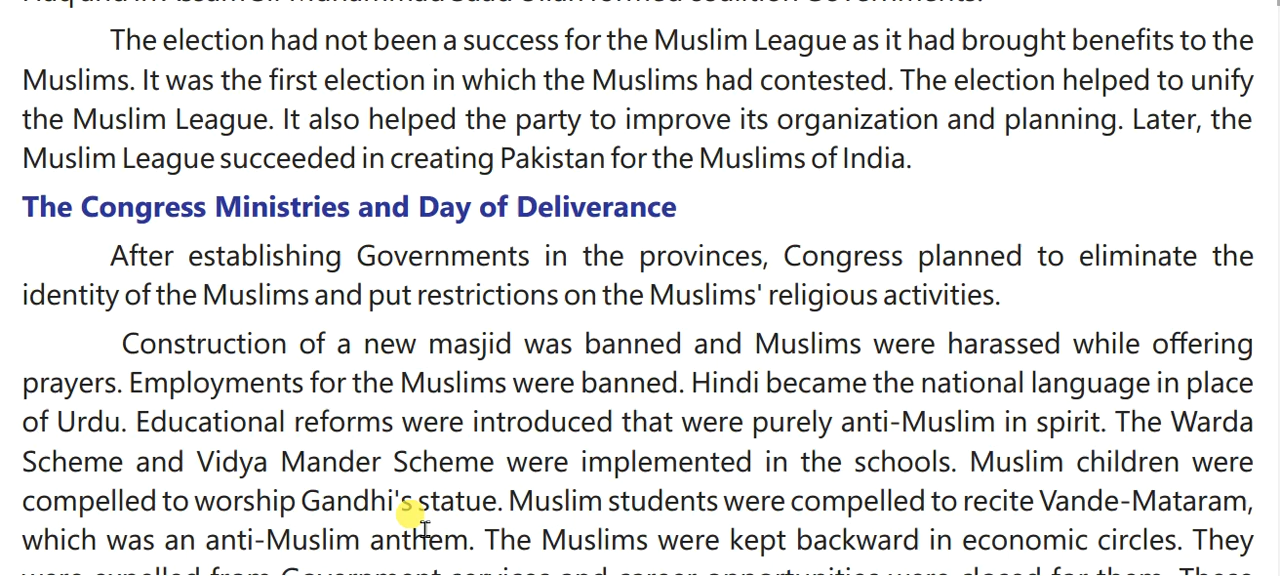 The election had not been a success for the Muslim League as it had brought benefits to the
Muslims. It was the first election in which the Muslims had contested. The election helped to unify
the Muslim League. It also helped the party to improve its organization and planning. Later, the
Muslim League succeeded in creating Pakistan for the Muslims of India.
The Congress Ministries and Day of Deliverance
After establishing Governments in the provinces, Congress planned to eliminate the
identity of the Muslims and put restrictions on the Muslims' religious activities.
Construction of a new masjid was banned and Muslims were harassed while offering
prayers. Employments for the Muslims were banned. Hindi became the national language in place
of Urdu. Educational reforms were introduced that were purely anti-Muslim in spirit. The Warda
Scheme and Vidya Mander Scheme were implemented in the schools. Muslim children were
compelled to worship Gandhi's statue. Muslim students were compelled to recite Vande-Mataram,
which was an anti-Muslim anthem. The Muslims were kept backward in economic circles. They